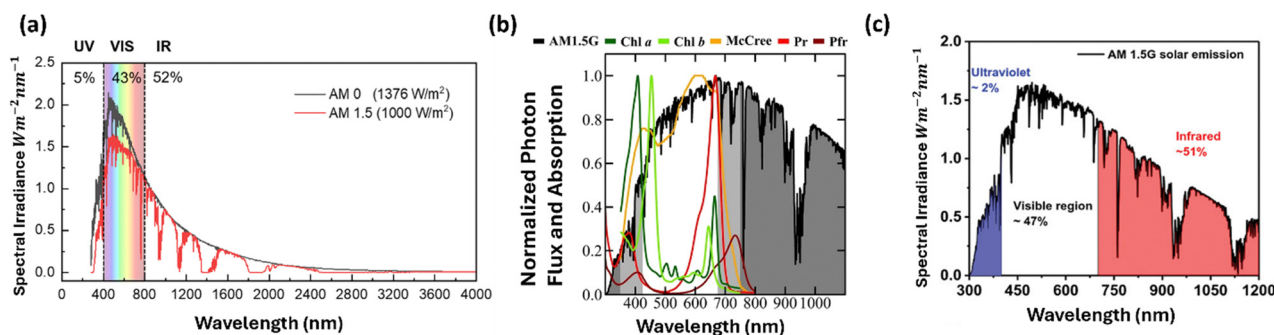 (a)
UV VIS IR
5% 43% 52%
AM 0 (1376 W/m²)
AM 1.5 (1000 W/m²)
Spectral Irradiance Wm⁻²nm⁻¹
2.5
2.0
1.5
1.0
0.5
0.0
0 400 800 1200 1600 2000 2400 2800 3200 3600 4000
Wavelength (nm)
(b)
AM1.5G Chl a Chl b McCree Pr Pfr
Normalized Photon
Flux and Absorption
1.0
0.8
0.6
0.4
0.2
0.0
400 500 600 700 800 900 1000
Wavelength (nm)
(c)
AM 1.5G solar emission
Ultraviolet
~ 2%
Infrared
~51%
Visible region
~ 47%
Spectral Irradiance Wm⁻²nm⁻¹
2.0
1.5
1.0
0.5
0.0
300 450 600 750 900 1050 1200
Wavelength (nm)